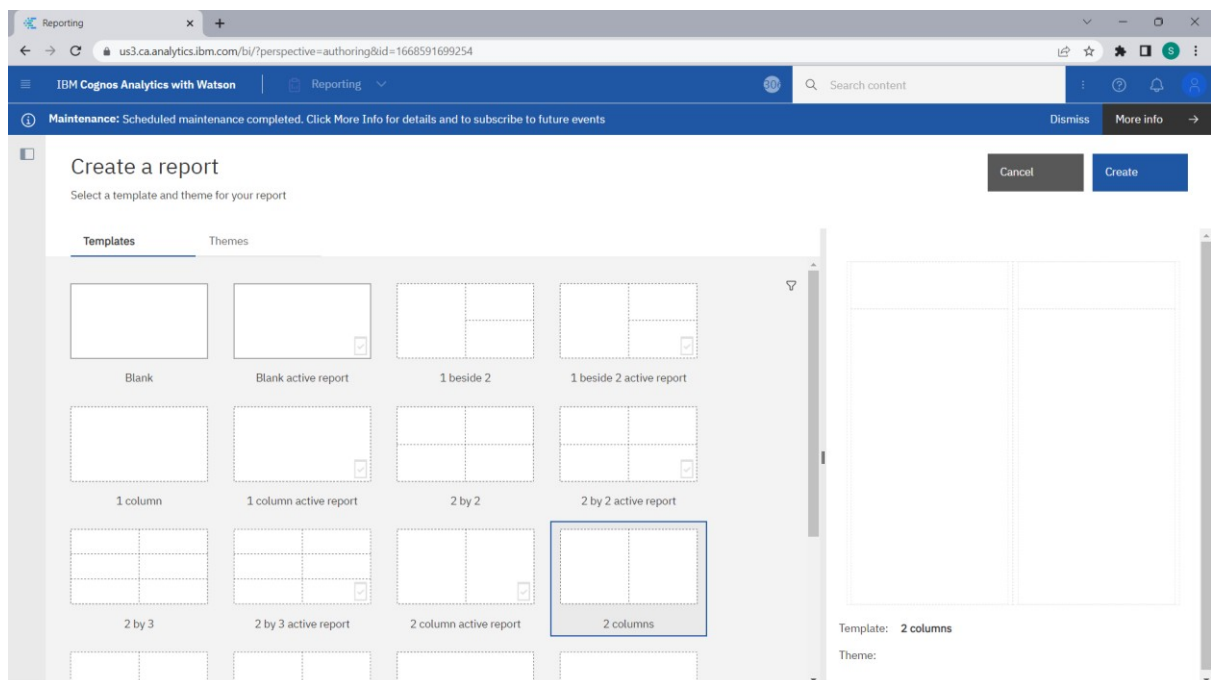 Reporting
us3.ca.analytics.ibm.com/bi/?perspective=authoring&id=1668591699254
S
IBM Cognos Analytics with Watson
Reporting
Search content
Maintenance: Scheduled maintenance completed. Click More Info for details and to subscribe to future events
Dismiss
More info
Create a report
Cancel
Create
Select a template and theme for your report
Templates
Themes
Blank
Blank active report
1 beside 2
1 beside 2 active report
1 column
1 column active report
2 by 2
2 by 2 active report
2 by 3
2 by 3 active report
2 column active report
2 columns
Template: 2 columns
Theme: